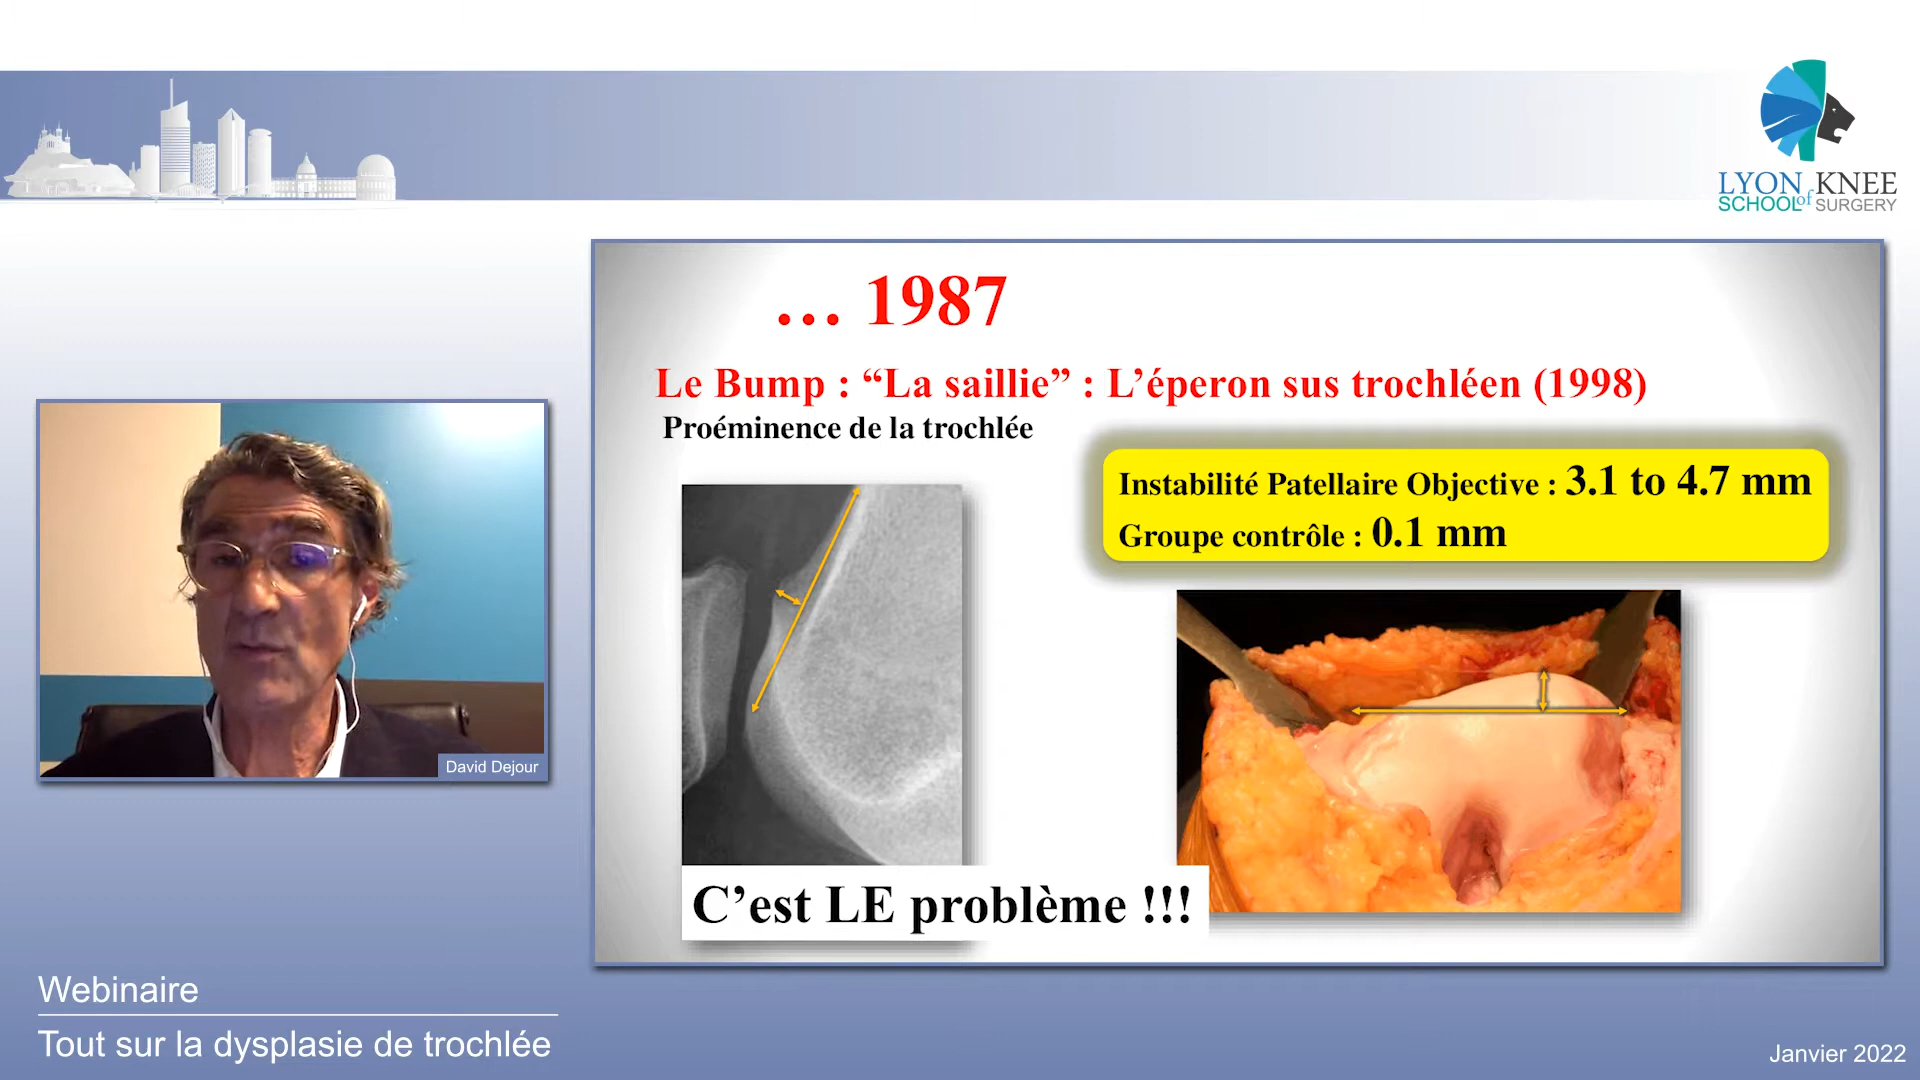 LYON KNEE
SCHOOL of SURGERY
… 1987
Le Bump : “La saillie” : L’éperon sus trochléen (1998)
Proéminence de la trochlée
Instabilité Patellaire Objective : 3.1 to 4.7 mm
Groupe contrôle : 0.1 mm
C’est LE problème !!!
David Dejour
Webinaire
Tout sur la dysplasie de trochlée
Janvier 2022